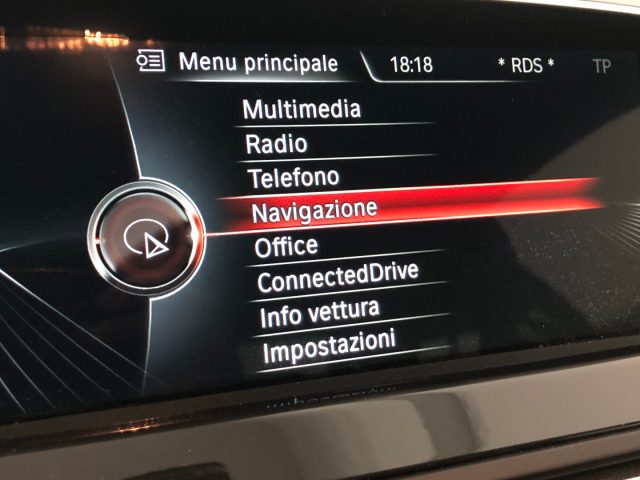 Menu principale 18:18 * RDS * TP
Multimedia
Radio
Telefono
Navigazione
Office
ConnectedDrive
Info vettura
Impostazioni